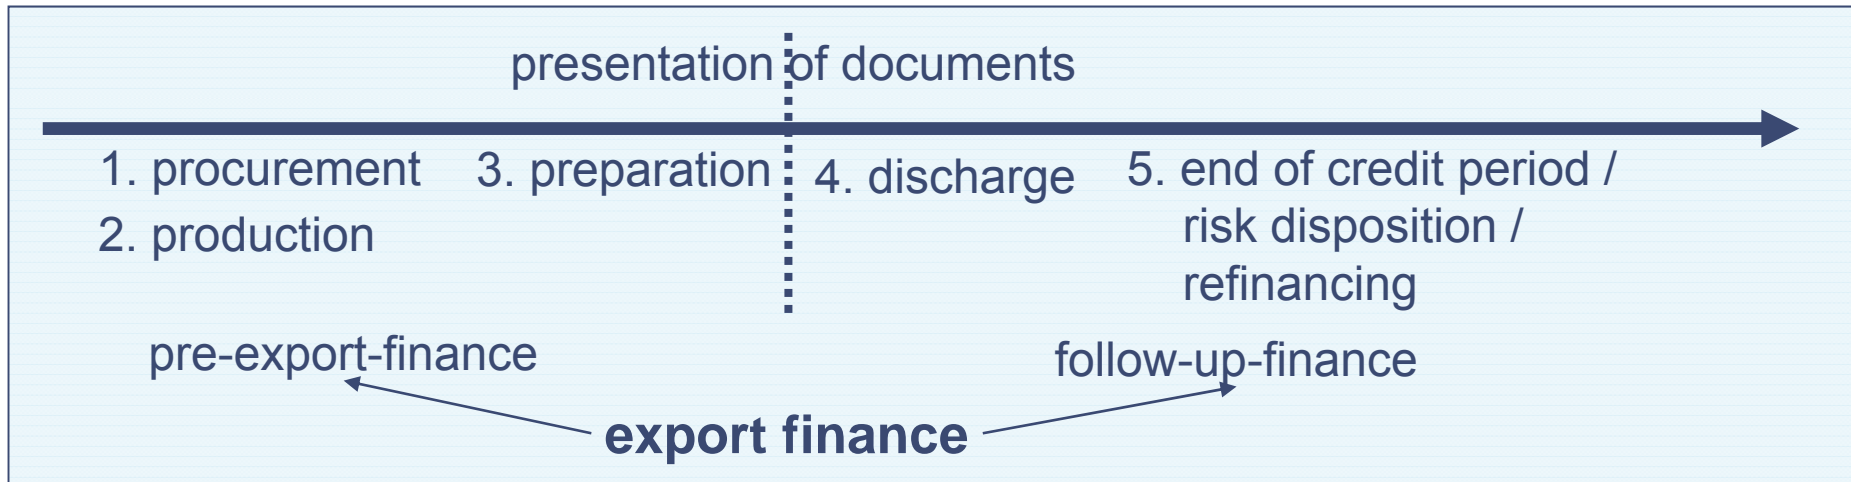 presentation of documents
1. procurement
2. production
3. preparation
4. discharge
5. end of credit period /
risk disposition /
refinancing
pre-export-finance
follow-up-finance
export finance